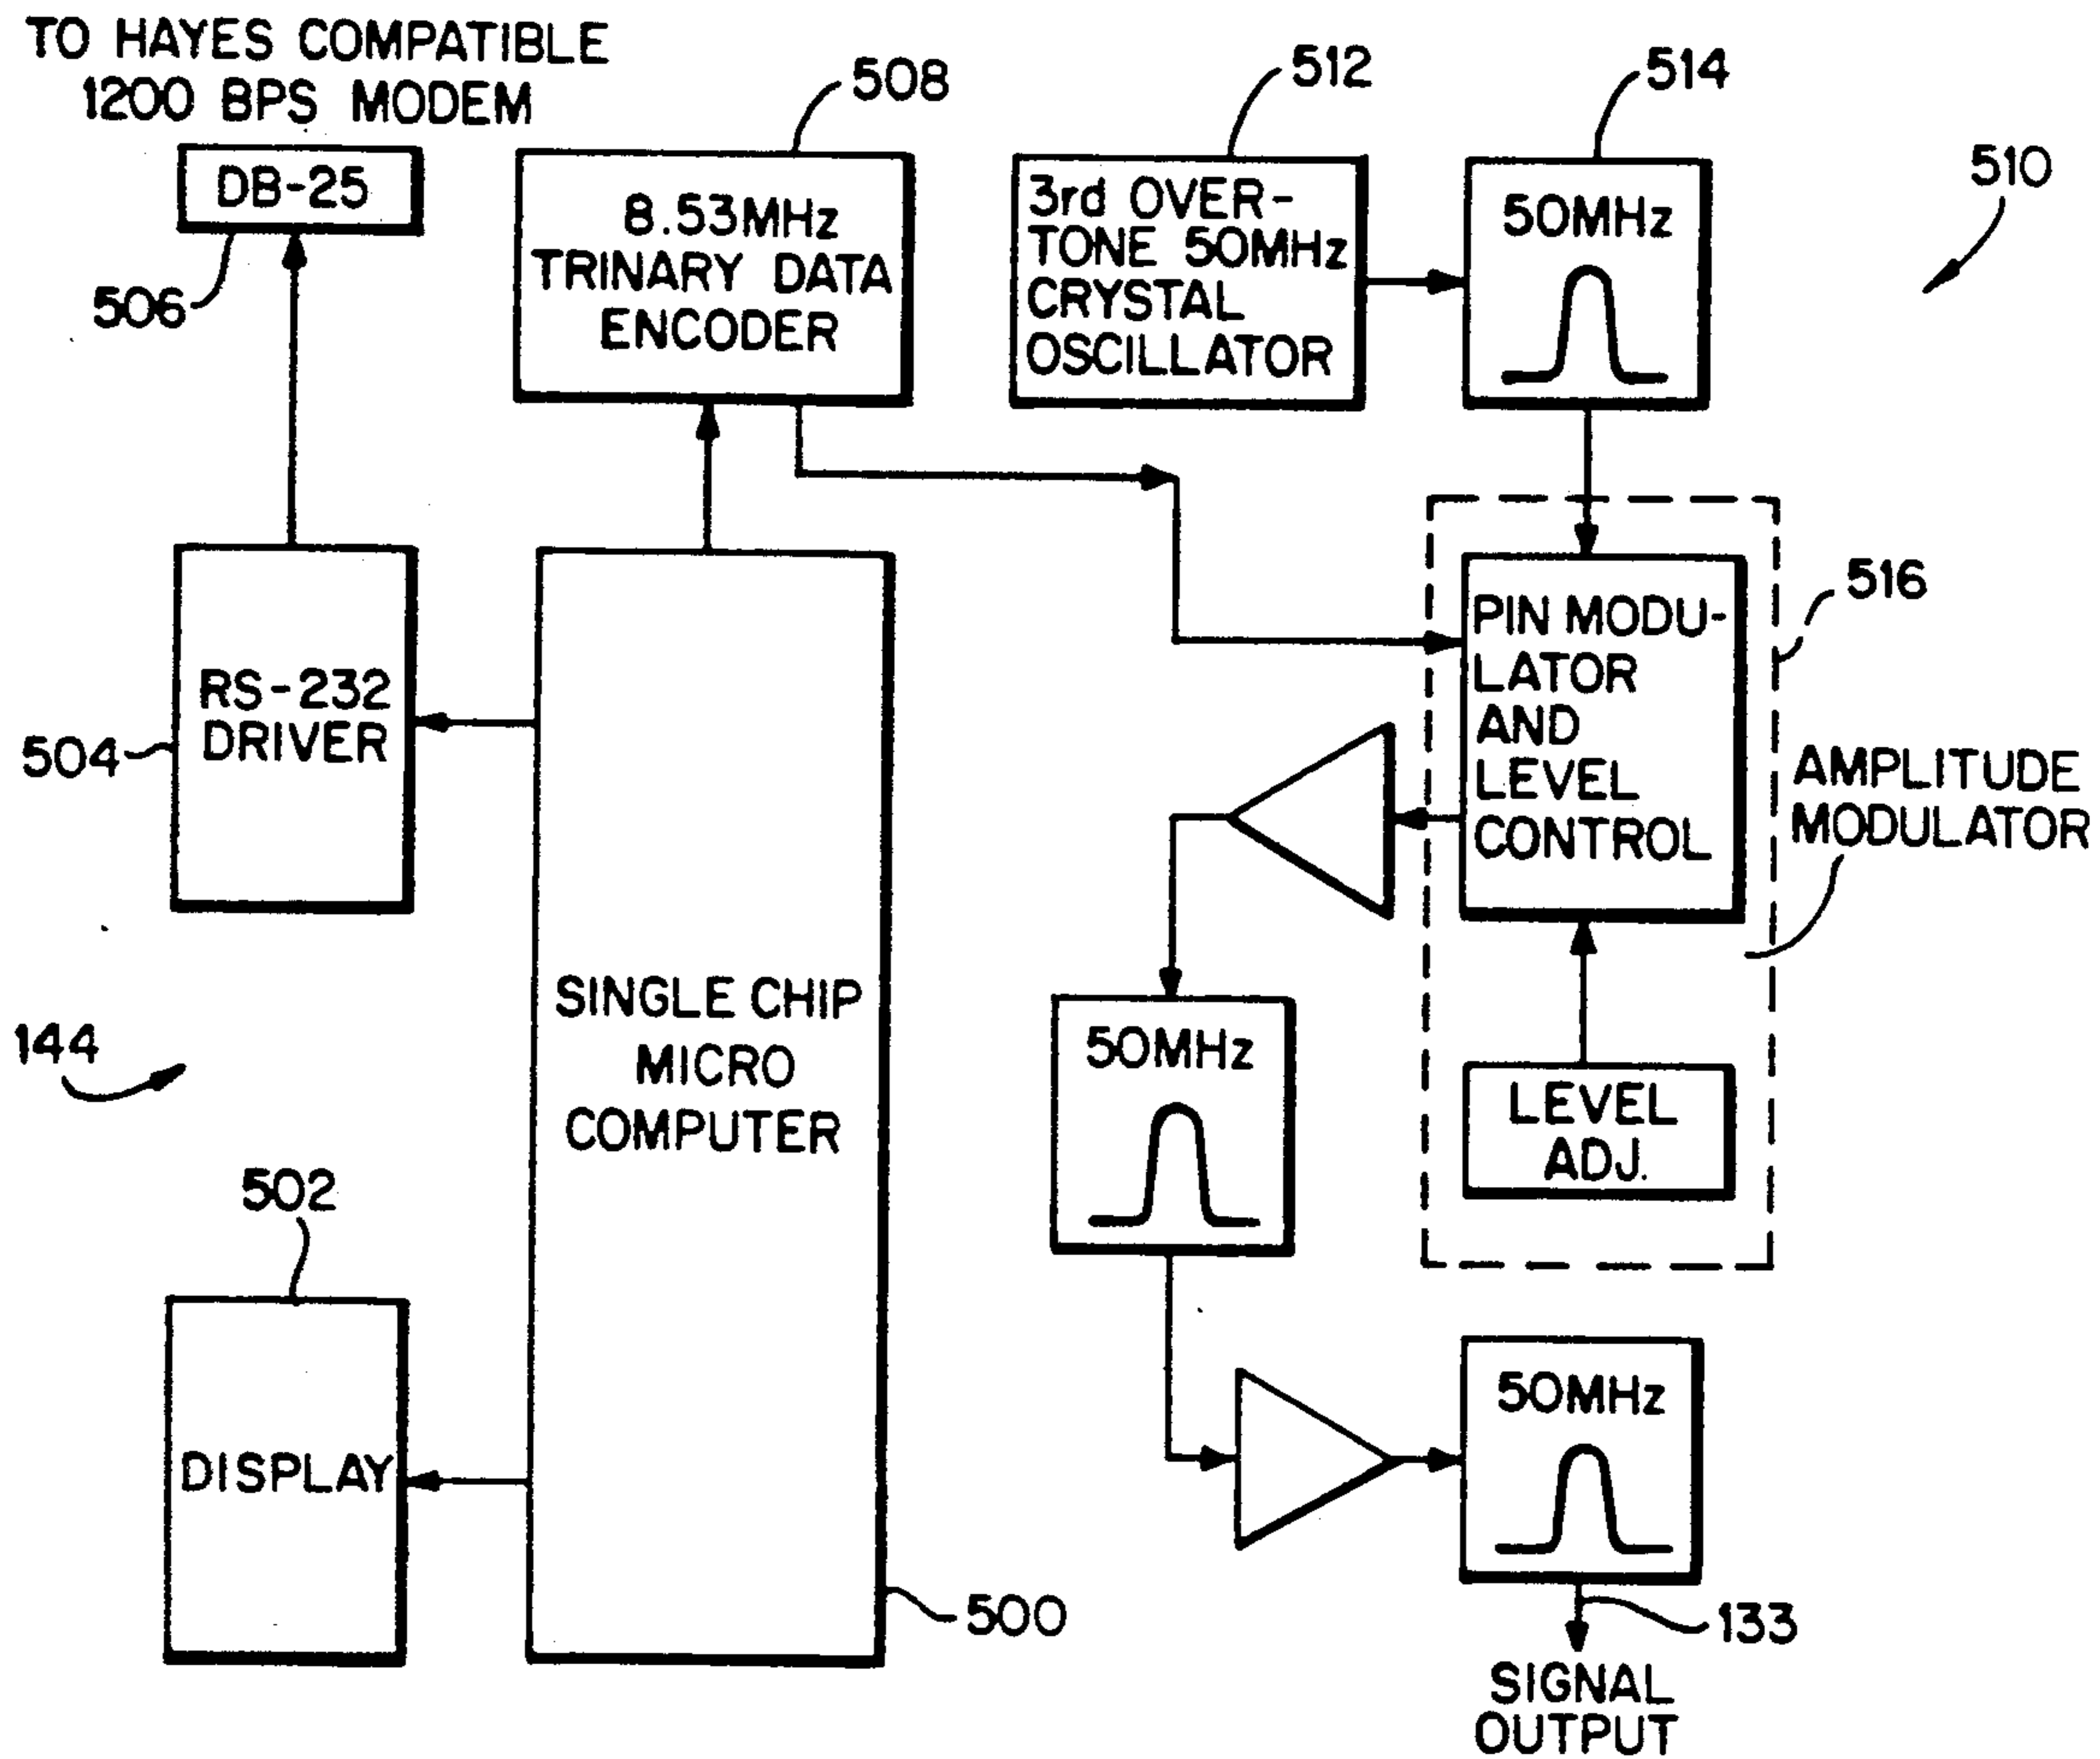 TO HAYES COMPATIBLE
1200 BPS MODEM
DB-25
506
508
8.53MHz
TRINARY DATA
ENCODER
512
3rd OVER-
TONE 50MHz
CRYSTAL
OSCILLATOR
514
50MHz
510
RS-232
DRIVER
504
PIN MODU-
LATOR
AND
LEVEL
CONTROL
516
AMPLITUDE
MODULATOR
SINGLE CHIP
MICRO
COMPUTER
144
50MHz
LEVEL
ADJ.
502
DISPLAY
500
50MHz
133
SIGNAL
OUTPUT